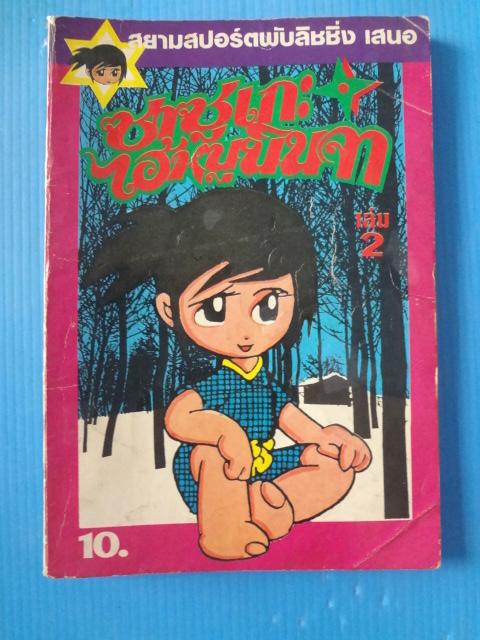 สยามสปอร์ตพับลิชชิ่ง เสนอ
ซาซูเกะ
ไอ้หนูนินจา
เล่ม
2
10.